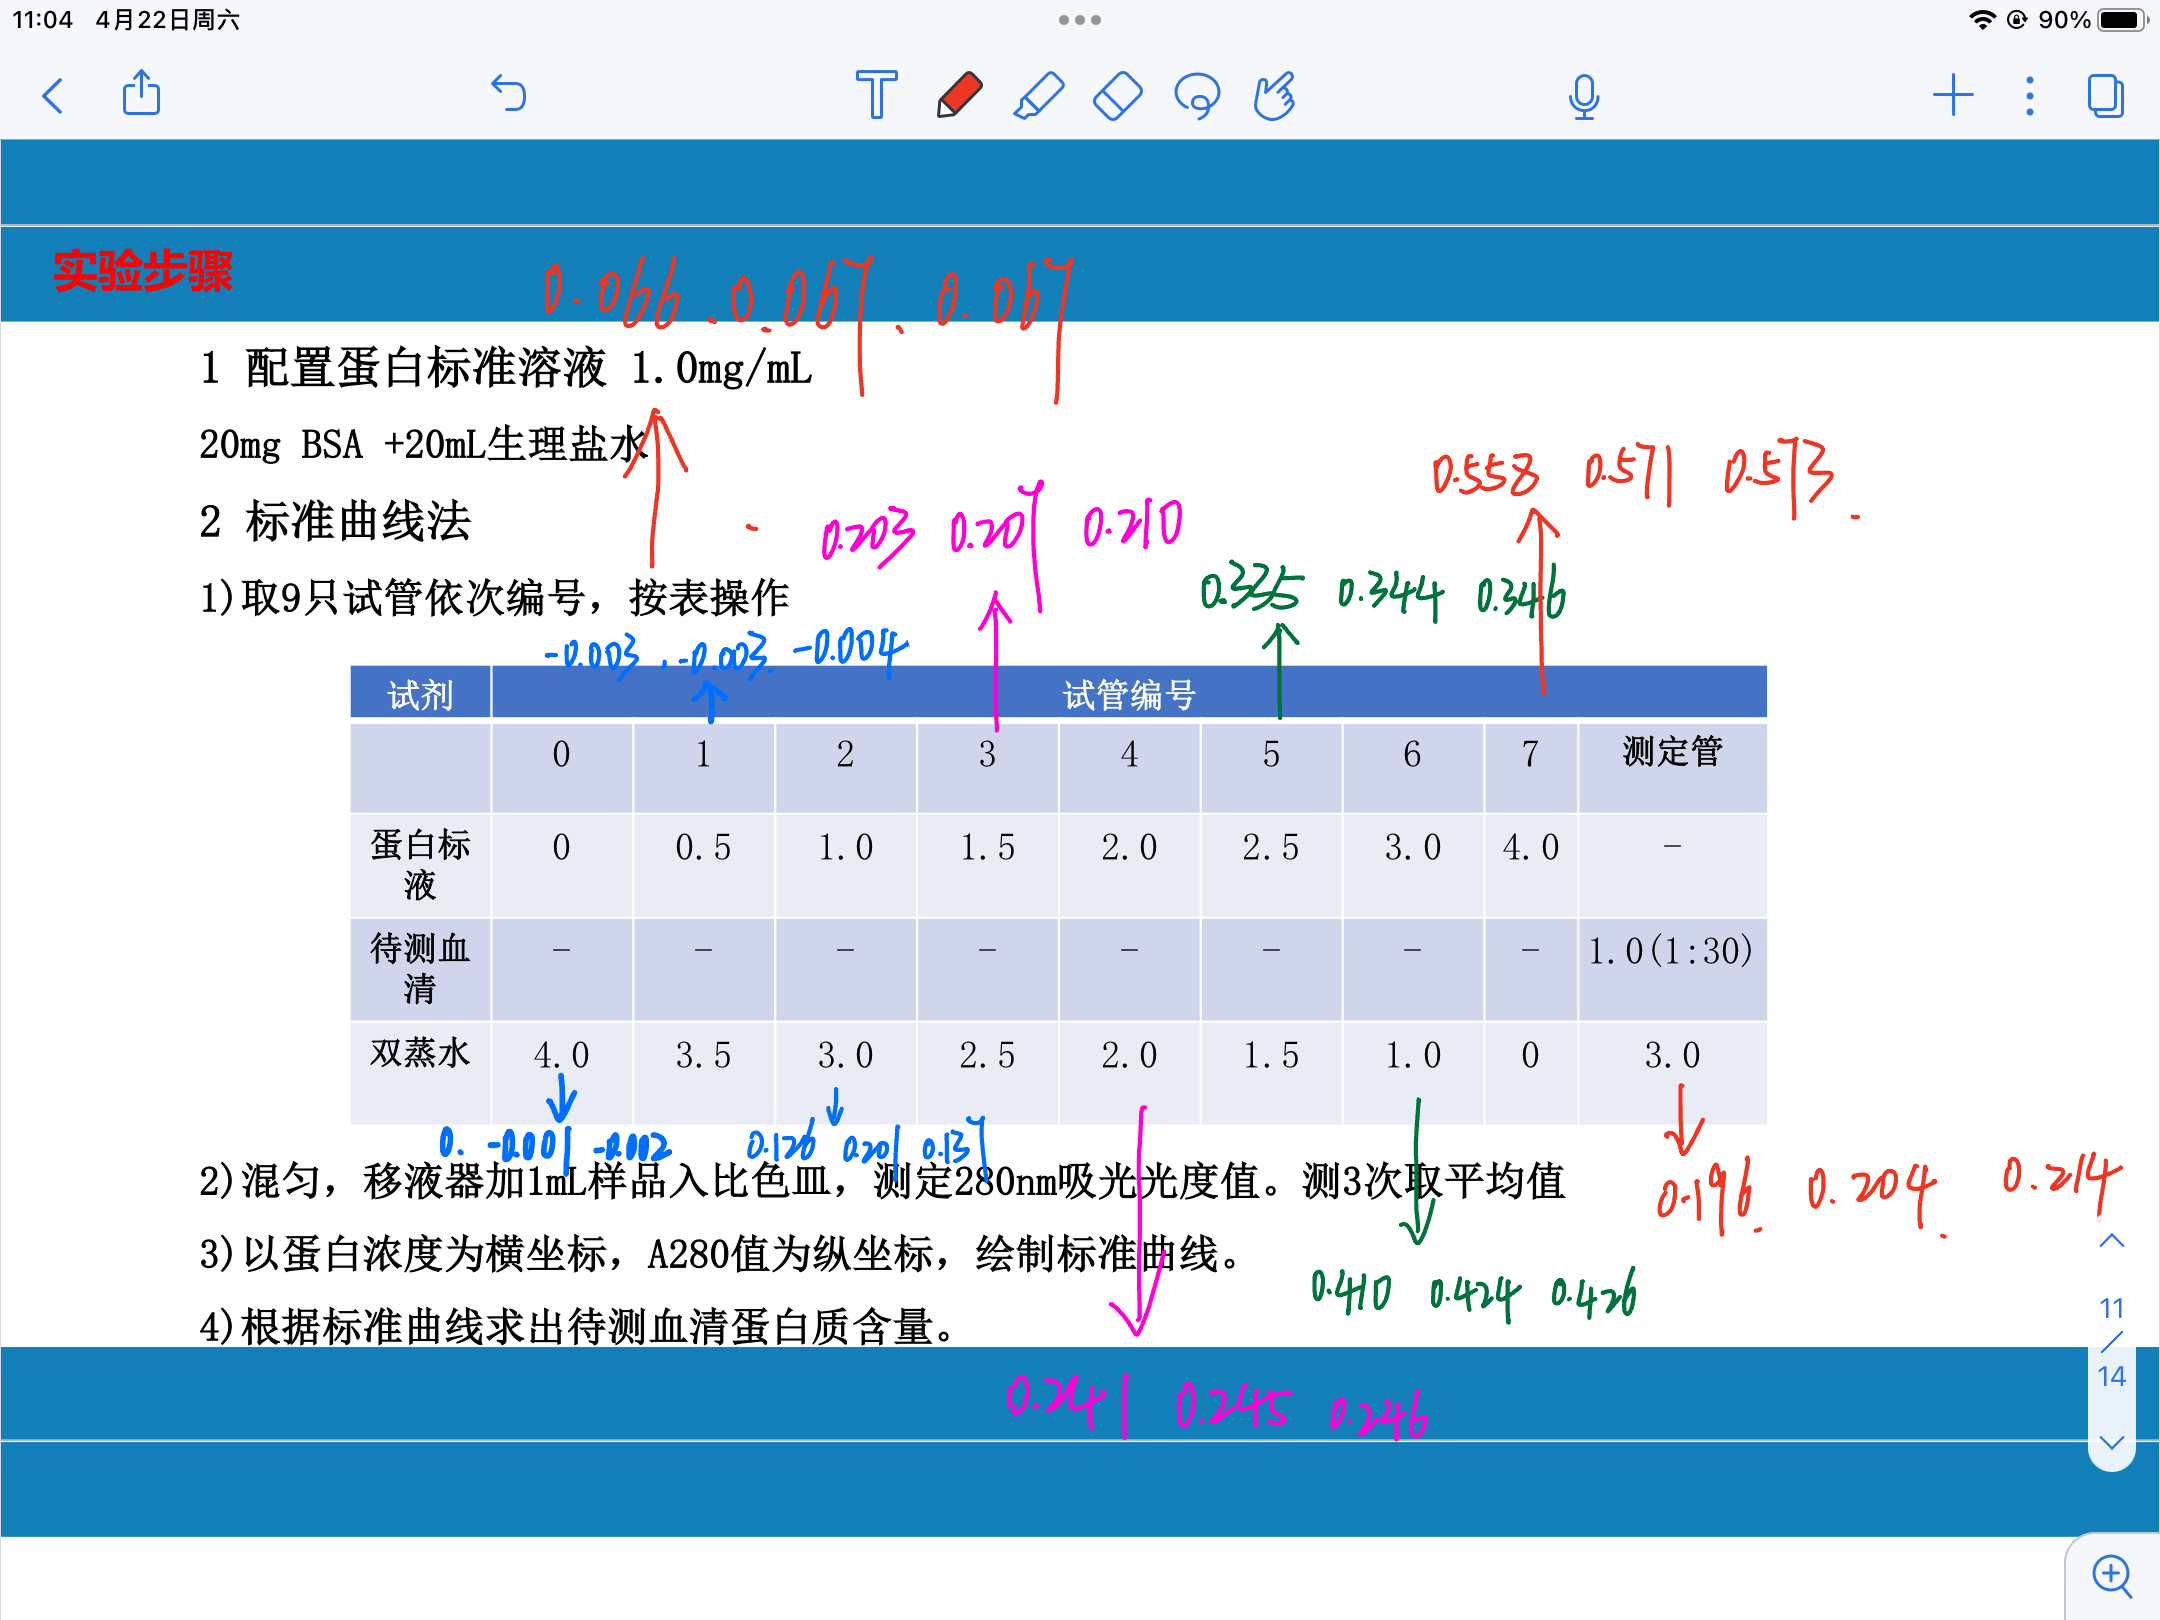 11:04 4月22日周六
90%
实验步骤
0.066、0.067、0.067
1 配置蛋白标准溶液 1.0mg/mL
20mg BSA +20mL生理盐水
0.558 0.571 0.573
2 标准曲线法
0.203 0.207 0.210
1)取9只试管依次编号，按表操作
0.335 0.344 0.346
-0.003 -0.003 -0.004
试剂 试管编号
0 1 2 3 4 5 6 7 测定管
蛋白标液 0 0.5 1.0 1.5 2.0 2.5 3.0 4.0 -
待测血清 - - - - - - - - 1.0(1:30)
双蒸水 4.0 3.5 3.0 2.5 2.0 1.5 1.0 0 3.0
0. -0.001 -0.002 0.126 0.201 0.137
2)混匀，移液器加1mL样品入比色皿，测定280nm吸光光度值。测3次取平均值
0.196 0.204 0.214
3)以蛋白浓度为横坐标，A280值为纵坐标，绘制标准曲线。
0.410 0.424 0.426
4)根据标准曲线求出待测血清蛋白质含量。
0.241 0.245 0.246
11
/
14